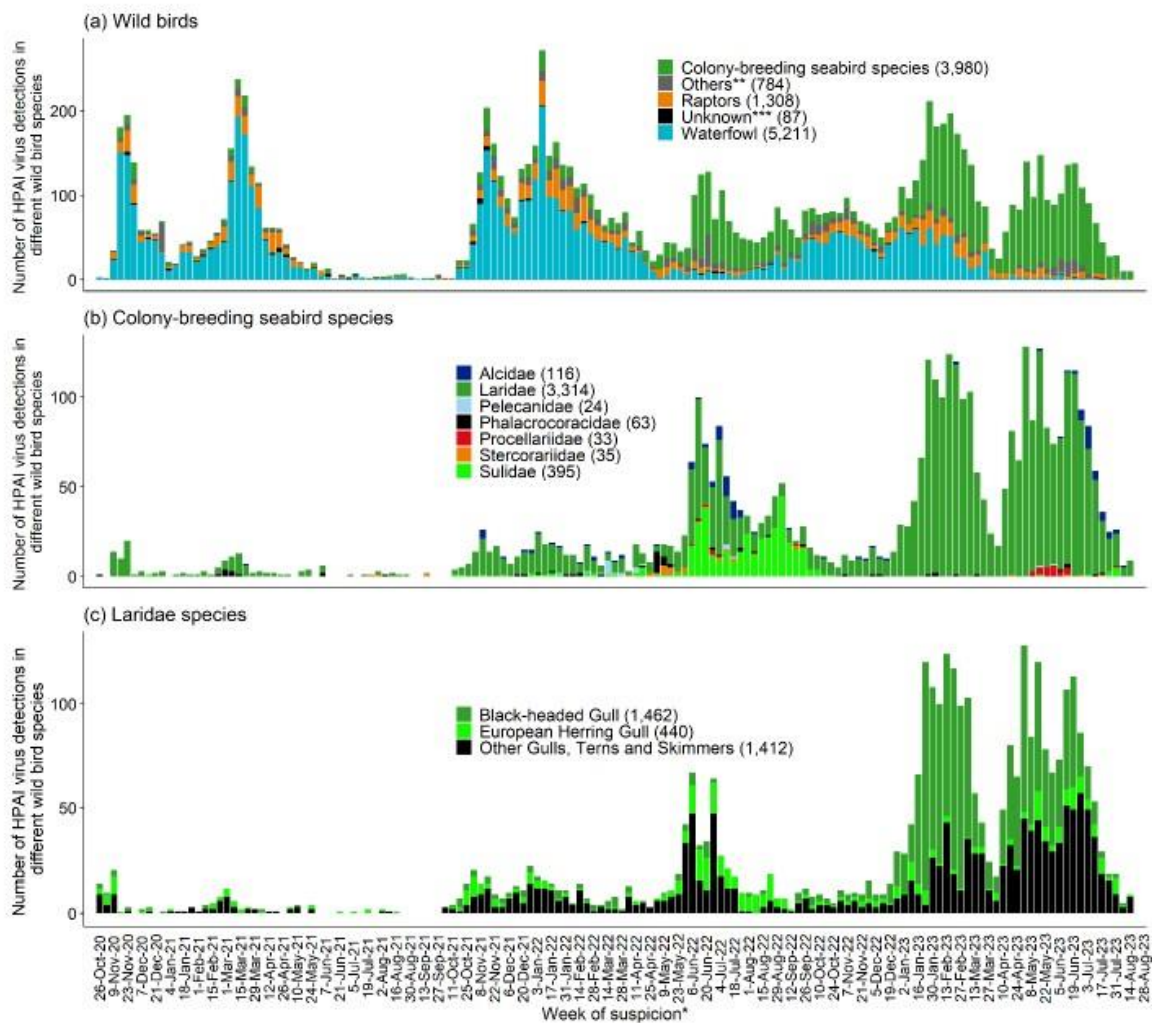 (a) Wild birds
Number of HPAI virus detections in
different wild bird species
200
100
0
Colony-breeding seabird species (3,980)
Others** (784)
Raptors (1,308)
Unknown*** (87)
Waterfowl (5,211)
(b) Colony-breeding seabird species
Number of HPAI virus detections in
different wild bird species
100
50
0
Alcidae (116)
Laridae (3,314)
Pelecanidae (24)
Phalacrocoracidae (63)
Procellariidae (33)
Stercorariidae (35)
Sulidae (395)
(c) Laridae species
Number of HPAI virus detections in
different wild bird species
100
50
0
Black-headed Gull (1,462)
European Herring Gull (440)
Other Gulls, Terns and Skimmers (1,412)
26-Oct-20
9-Nov-20
23-Nov-20
7-Dec-20
21-Dec-20
4-Jan-21
18-Jan-21
1-Feb-21
15-Feb-21
1-Mar-21
15-Mar-21
29-Mar-21
12-Apr-21
26-Apr-21
10-May-21
24-May-21
7-Jun-21
21-Jun-21
5-Jul-21
19-Jul-21
2-Aug-21
16-Aug-21
30-Aug-21
13-Sep-21
27-Sep-21
11-Oct-21
25-Oct-21
8-Nov-21
22-Nov-21
6-Dec-21
20-Dec-21
3-Jan-22
17-Jan-22
31-Jan-22
14-Feb-22
28-Feb-22
14-Mar-22
28-Mar-22
11-Apr-22
25-Apr-22
9-May-22
23-May-22
6-Jun-22
20-Jun-22
4-Jul-22
18-Jul-22
1-Aug-22
15-Aug-22
29-Aug-22
12-Sep-22
26-Sep-22
10-Oct-22
24-Oct-22
7-Nov-22
21-Nov-22
5-Dec-22
19-Dec-22
2-Jan-23
16-Jan-23
30-Jan-23
13-Feb-23
27-Feb-23
13-Mar-23
27-Mar-23
10-Apr-23
24-Apr-23
8-May-23
22-May-23
5-Jun-23
19-Jun-23
3-Jul-23
17-Jul-23
31-Jul-23
14-Aug-23
28-Aug-23
Week of suspicion*